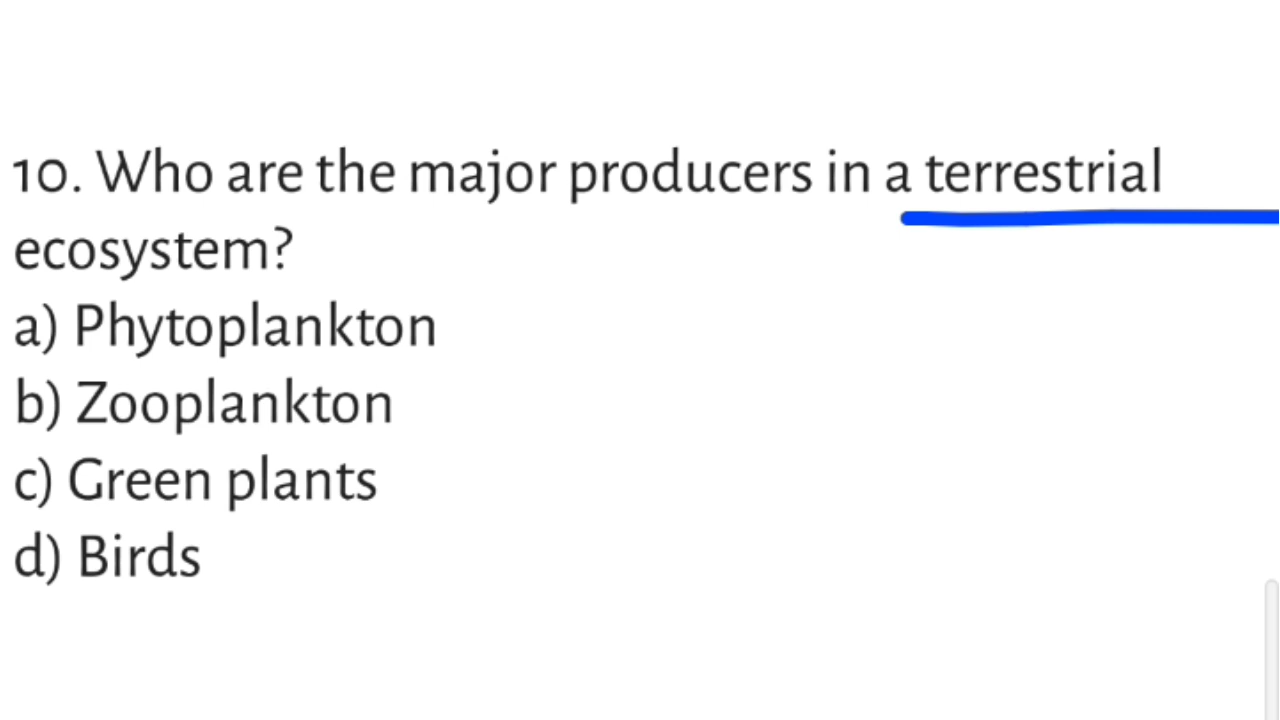 10. Who are the major producers in a terrestrial
ecosystem?
a) Phytoplankton
b) Zooplankton
c) Green plants
d) Birds